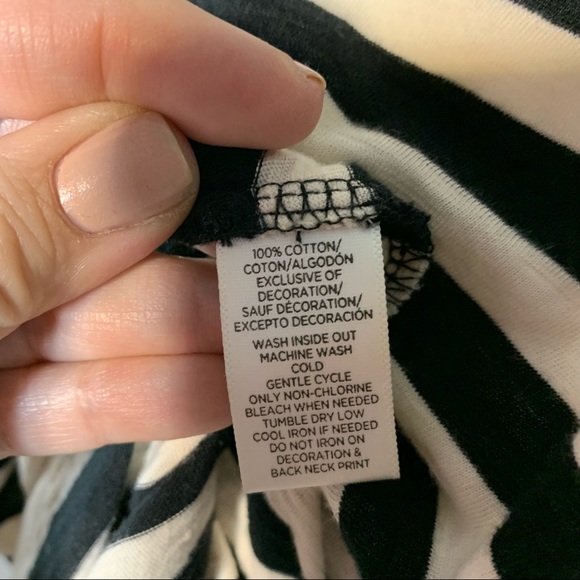 100% COTTON/
COTON/ALGODÓN
EXCLUSIVE OF
DECORATION/
SAUF DÉCORATION/
EXCEPTO DECORACIÓN
WASH INSIDE OUT
MACHINE WASH
COLD
GENTLE CYCLE
ONLY NON-CHLORINE
BLEACH WHEN NEEDED
TUMBLE DRY LOW
COOL IRON IF NEEDED
DO NOT IRON ON
DECORATION &
BACK NECK PRINT